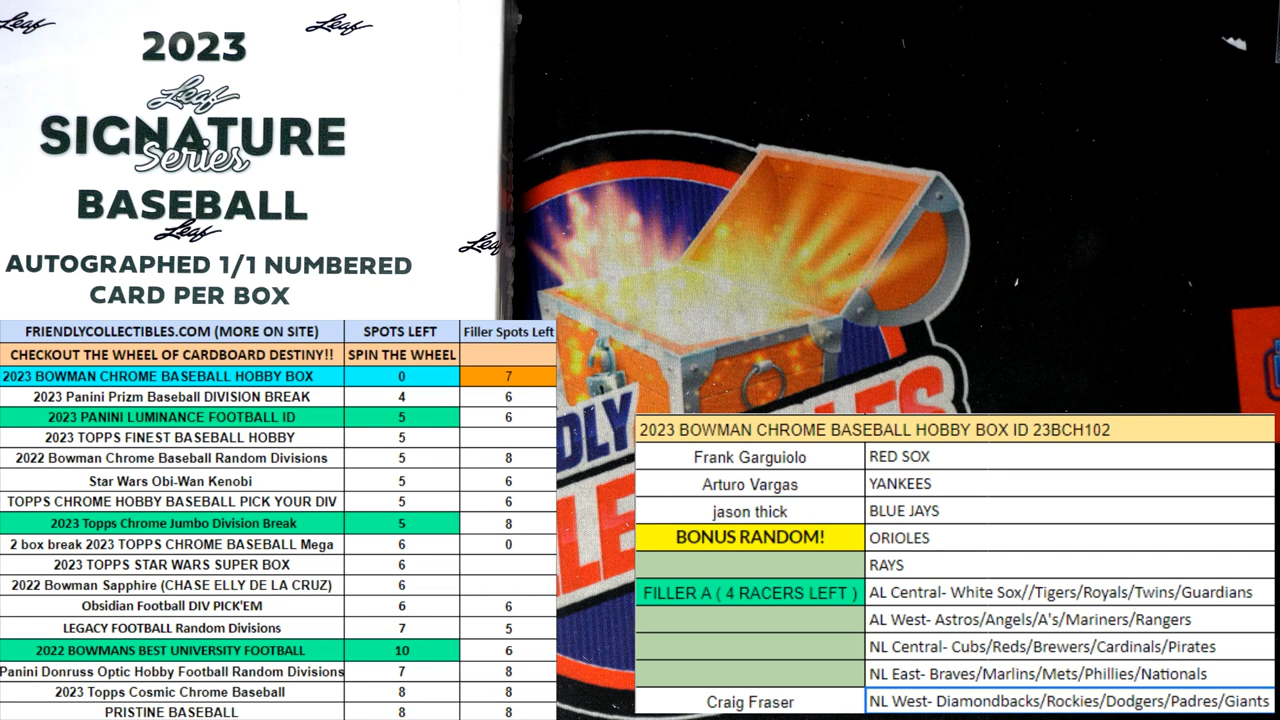 Leaf
Leaf
2023
Leaf
SIGNATURE
Series
BASEBALL
Leaf
Leaf
AUTOGRAPHED 1/1 NUMBERED
CARD PER BOX
FRIENDLYCOLLECTIBLES.COM (MORE ON SITE) SPOTS LEFT Filler Spots Left
CHECKOUT THE WHEEL OF CARDBOARD DESTINY!! SPIN THE WHEEL
2023 BOWMAN CHROME BASEBALL HOBBY BOX 0 7
2023 Panini Prizm Baseball DIVISION BREAK 4 6
2023 PANINI LUMINANCE FOOTBALL ID 5 6
2023 TOPPS FINEST BASEBALL HOBBY 5
2022 Bowman Chrome Baseball Random Divisions 5 8
Star Wars Obi-Wan Kenobi 5 6
TOPPS CHROME HOBBY BASEBALL PICK YOUR DIV 5 6
2023 Topps Chrome Jumbo Division Break 5 8
2 box break 2023 TOPPS CHROME BASEBALL Mega 6 0
2023 TOPPS STAR WARS SUPER BOX 6
2022 Bowman Sapphire (CHASE ELLY DE LA CRUZ) 6
Obsidian Football DIV PICK'EM 6 6
LEGACY FOOTBALL Random Divisions 7 5
2022 BOWMANS BEST UNIVERSITY FOOTBALL 10 6
Panini Donruss Optic Hobby Football Random Divisions 7 8
2023 Topps Cosmic Chrome Baseball 8 8
PRISTINE BASEBALL 8 8
2023 BOWMAN CHROME BASEBALL HOBBY BOX ID 23BCH102
Frank Garguiolo RED SOX
Arturo Vargas YANKEES
jason thick BLUE JAYS
BONUS RANDOM! ORIOLES
RAYS
FILLER A ( 4 RACERS LEFT ) AL Central- White Sox//Tigers/Royals/Twins/Guardians
AL West- Astros/Angels/A's/Mariners/Rangers
NL Central- Cubs/Reds/Brewers/Cardinals/Pirates
NL East- Braves/Marlins/Mets/Phillies/Nationals
Craig Fraser NL West- Diamondbacks/Rockies/Dodgers/Padres/Giants